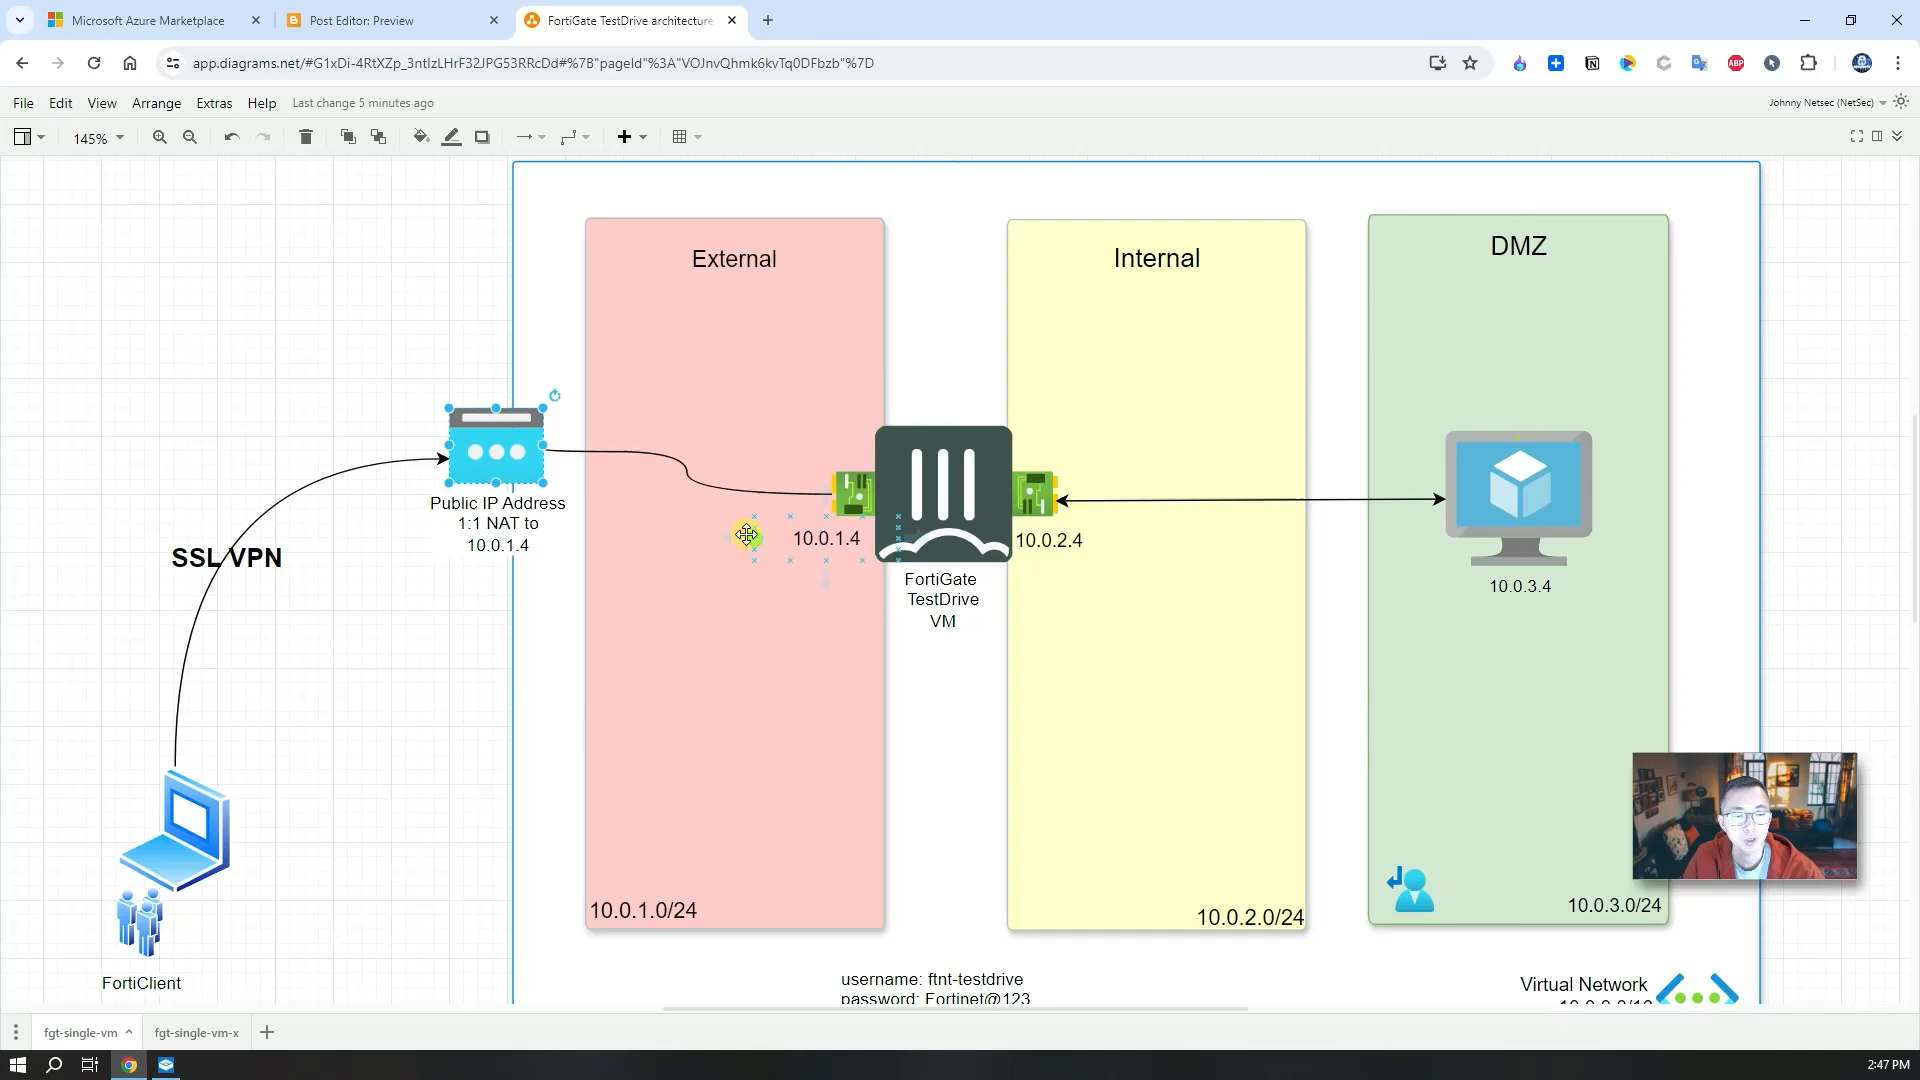 Microsoft Azure Marketplace
Post Editor: Preview
FortiGate TestDrive architecture
app.diagrams.net/#G1xDi-4RtXZp_3ntIzLHrF32JPG53RRcDd#%7B"pageId"%3A"VOJnvQhmk6kvTq0DFbzb"%7D
ABP
File Edit View Arrange Extras Help Last change 5 minutes ago
Johnny Netsec (NetSec)
145%
External
Internal
DMZ
Public IP Address
1:1 NAT to
10.0.1.4
SSL VPN
10.0.1.4
10.0.2.4
FortiGate
TestDrive
VM
10.0.3.4
10.0.1.0/24
10.0.2.0/24
10.0.3.0/24
FortiClient
username: ftnt-testdrive
password: Fortinet@123
Virtual Network
fgt-single-vm
fgt-single-vm-x
2:47 PM